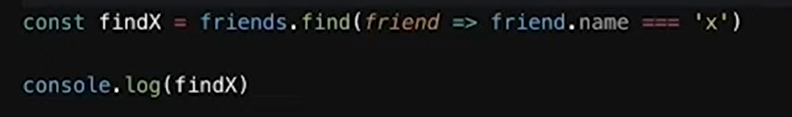 const findX = friends.find(friend => friend.name === 'x')
console.log(findX)